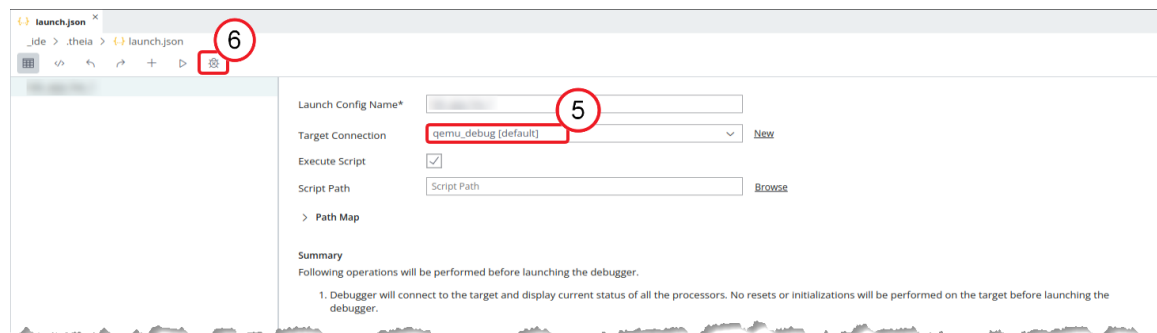 {} launch.json ×
_ide > .theia > {} launch.json
6
Launch Config Name*
5
Target Connection qemu_debug [default] New
Execute Script
Script Path Script Path Browse
> Path Map
Summary
Following operations will be performed before launching the debugger.
1. Debugger will connect to the target and display current status of all the processors. No resets or initializations will be performed on the target before launching the
debugger.